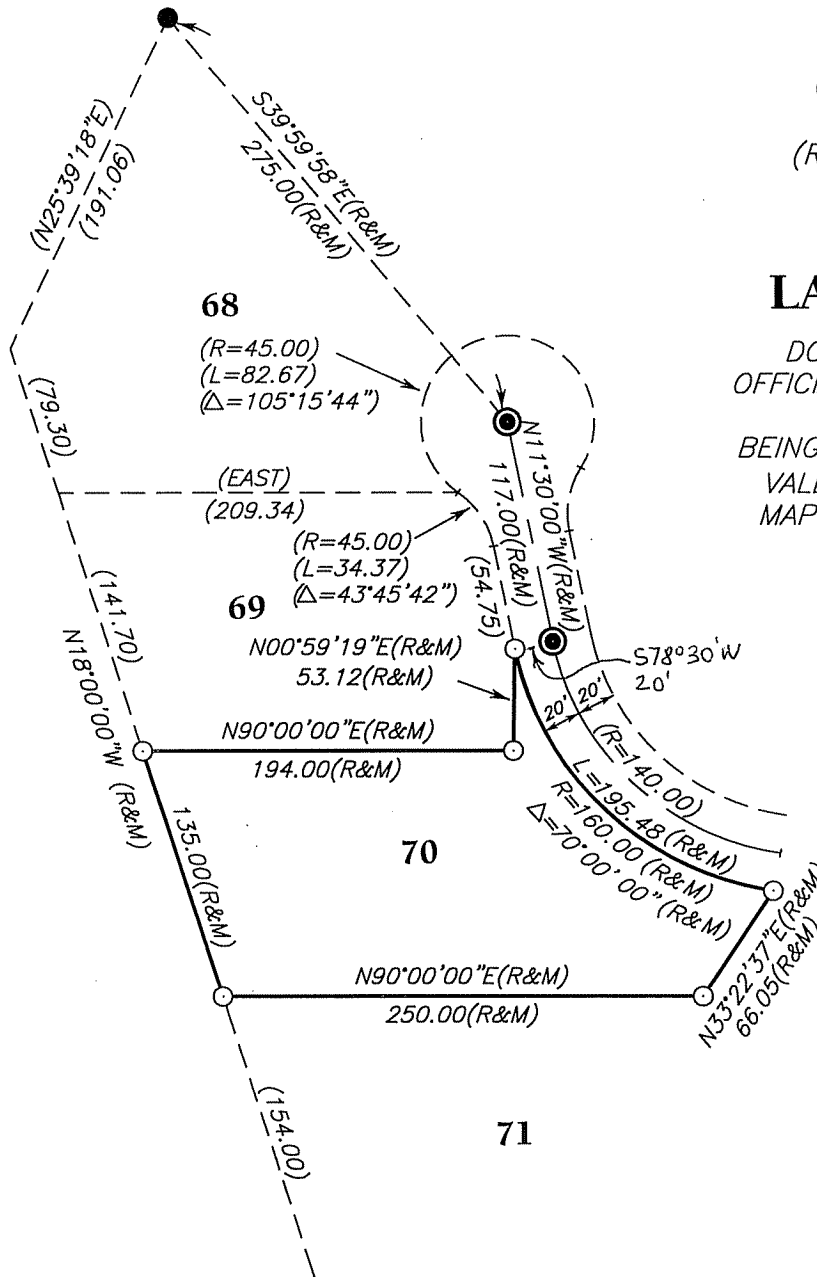 (N25°39'18"E)
(191.06)
S39°59'58"E(R&M)
275.00(R&M)
(R
68
(R=45.00)
(L=82.67)
(△=105°15'44")
LA
DO
OFFICI
BEING
VALL
MAP
(79.30)
(EAST)
(209.34)
N11°30'00"W(R&M)
117.00(R&M)
(R=45.00)
(L=34.37)
(△=43°45'42")
(54.75)
(141.70)
69
N00°59'19"E(R&M)
53.12(R&M)
S78°30'W
20'
20'
20'
N18°00'00"W (R&M)
N90°00'00"E(R&M)
194.00(R&M)
(R=140.00)
L=195.48(R&M)
R=160.00 (R&M)
△=70°00'00"(R&M)
135.00(R&M)
70
N90°00'00"E(R&M)
250.00(R&M)
N33°22'37"E(R&M)
66.05(R&M)
(154.00)
71